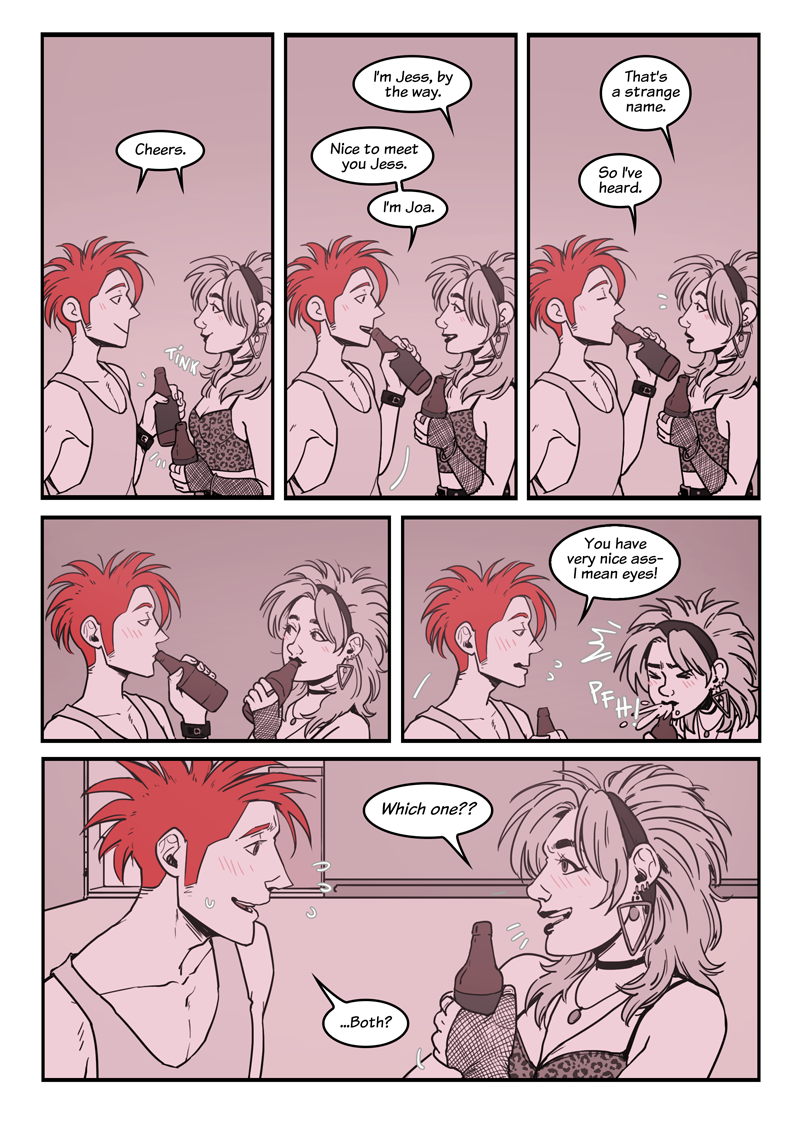 Cheers.
TINK
I'm Jess, by
the way.
Nice to meet
you Jess.
I'm Joa.
That's
a strange
name.
So I've
heard.
You have
very nice ass-
I mean eyes!
PFH!
Which one??
...Both?